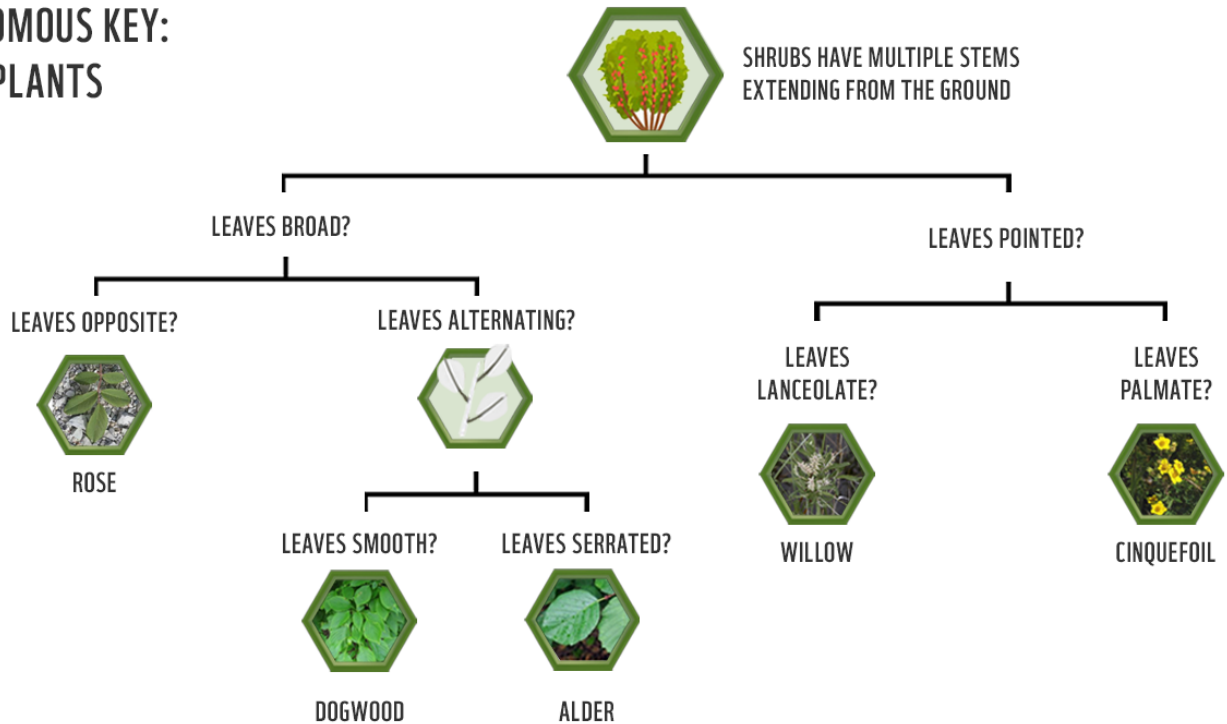 OMOUS KEY:
PLANTS
SHRUBS HAVE MULTIPLE STEMS
EXTENDING FROM THE GROUND
LEAVES BROAD?
LEAVES POINTED?
LEAVES OPPOSITE?
LEAVES ALTERNATING?
LEAVES
LANCEOLATE?
LEAVES
PALMATE?
ROSE
LEAVES SMOOTH?
LEAVES SERRATED?
WILLOW
CINQUEFOIL
DOGWOOD
ALDER